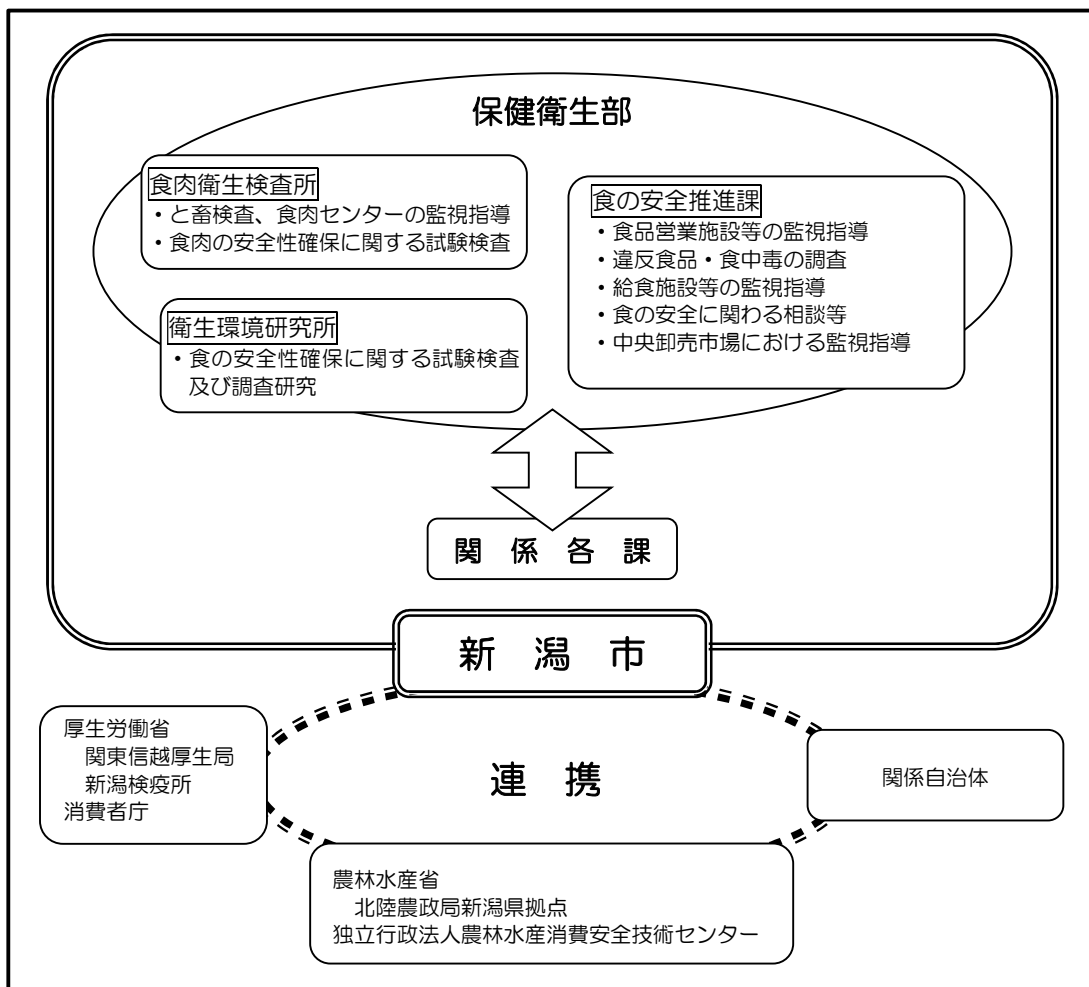 保健衛生部
食肉衛生検査所
・と畜検査、食肉センターの監視指導
・食肉の安全性確保に関する試験検査
衛生環境研究所
・食の安全性確保に関する試験検査
及び調査研究
食の安全推進課
・食品営業施設等の監視指導
・違反食品・食中毒の調査
・給食施設等の監視指導
・食の安全に関わる相談等
・中央卸売市場における監視指導
関係各課
新潟市
厚生労働省
関東信越厚生局
新潟検疫所
消費者庁
連携
関係自治体
農林水産省
北陸農政局新潟県拠点
独立行政法人農林水産消費安全技術センター